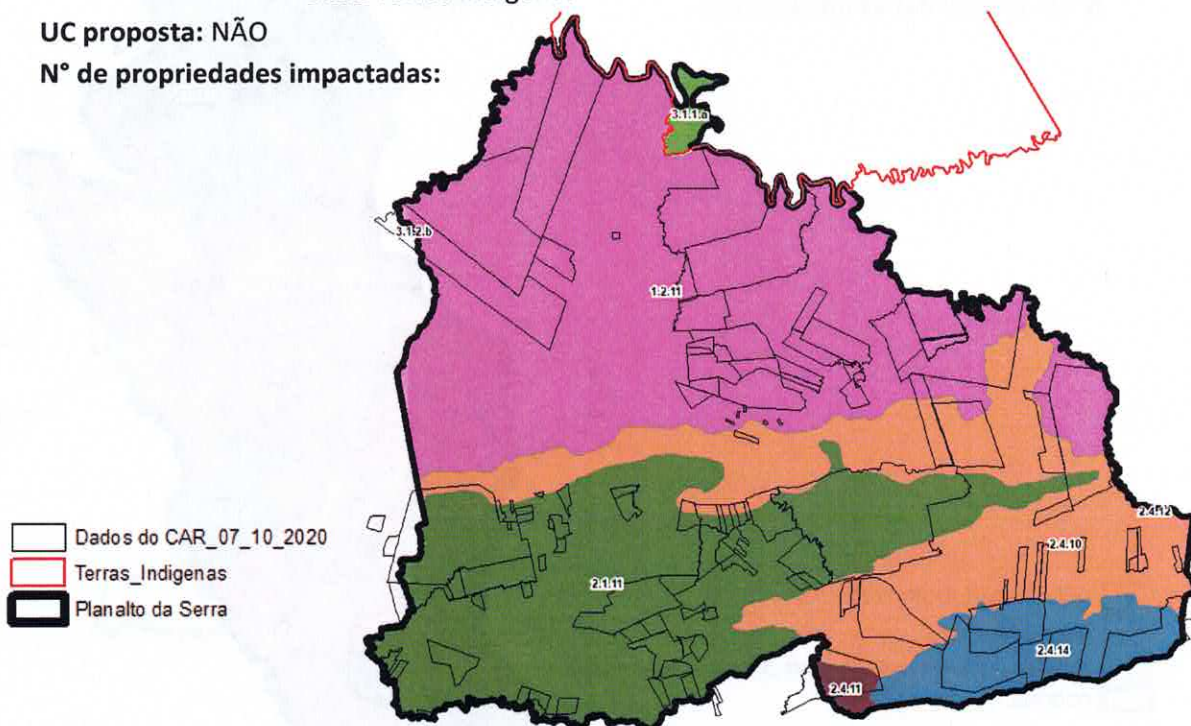 UC proposta: NÃO
N° de propriedades impactadas:
3.1.1.a
3.1.2.b
1.2.11
2.4.12
2.4.10
2.1.11
2.4.14
2.4.11
Dados do CAR_07_10_2020
Terras_Indigenas
Planalto da Serra